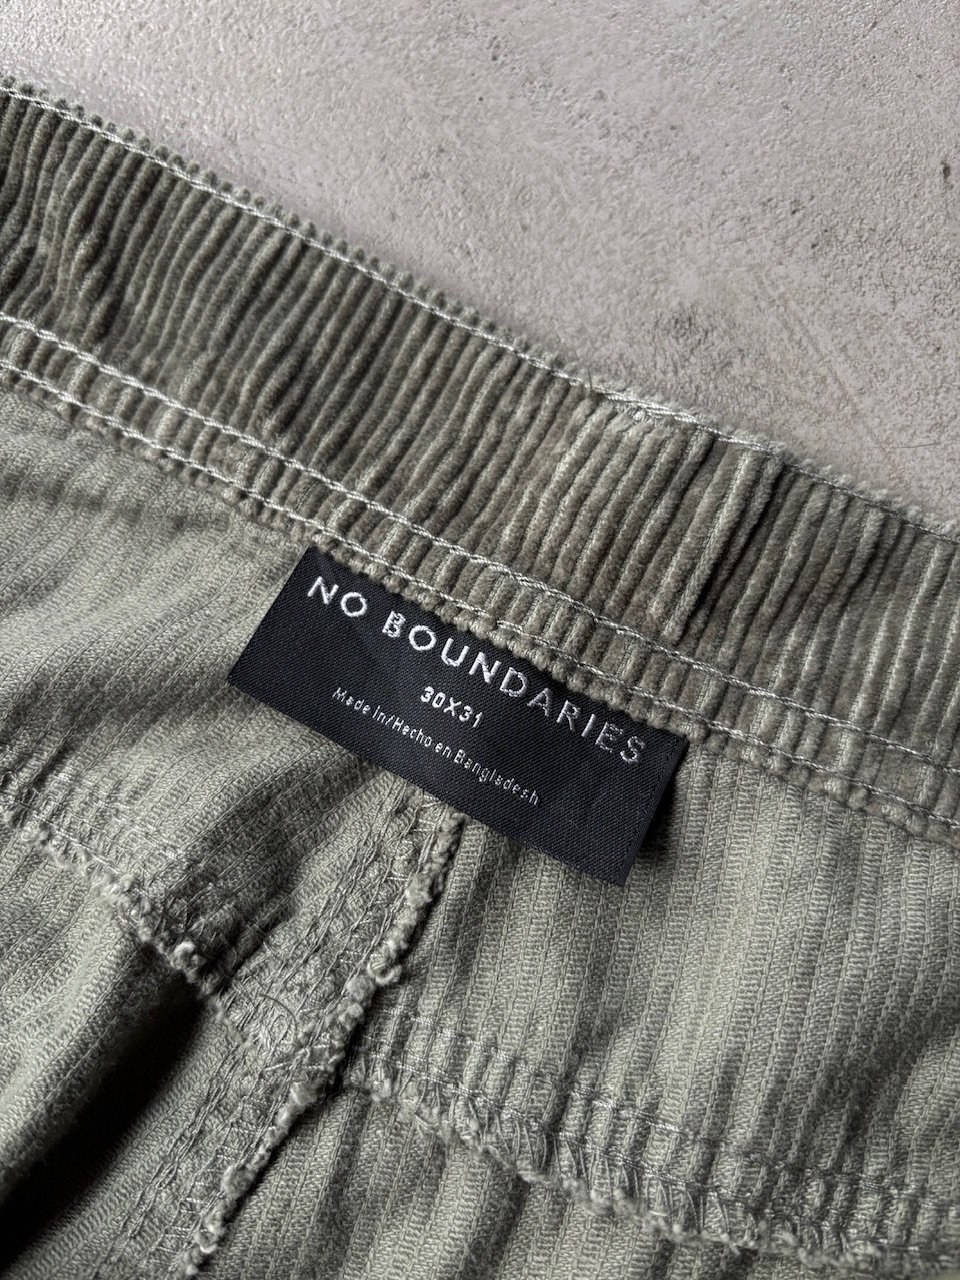 NO BOUNDARIES
30X31
Made in/Hecho en Bangladesh